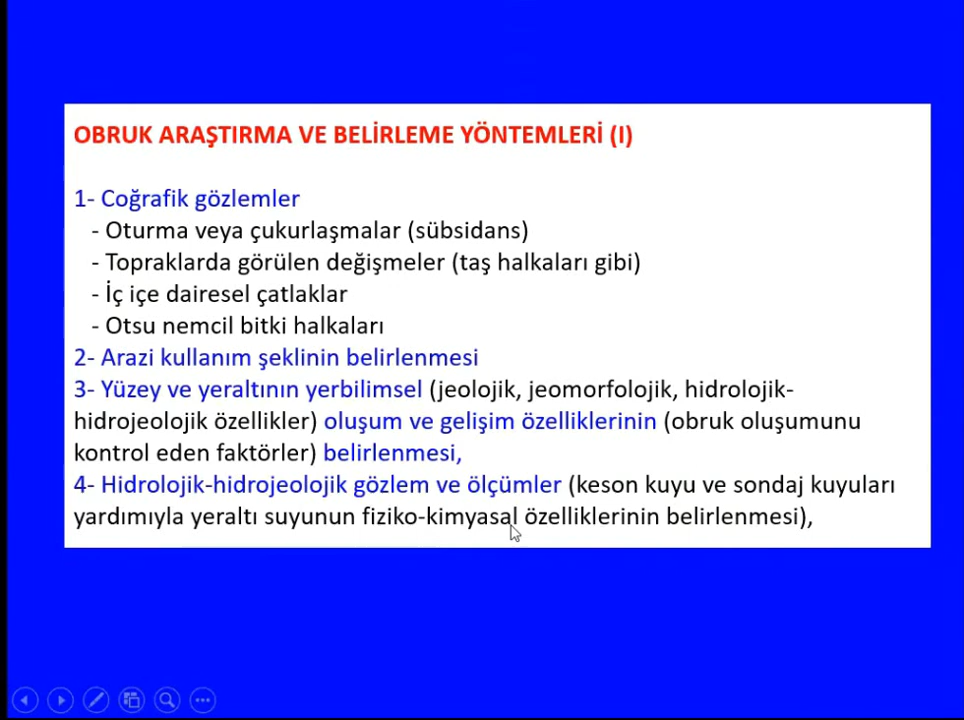 OBRUK ARAŞTIRMA VE BELİRLEME YÖNTEMLERİ (I)
1- Coğrafik gözlemler
- Oturma veya çukurlaşmalar (sübsidans)
- Topraklarda görülen değişmeler (taş halkaları gibi)
- İç içe dairesel çatlaklar
- Otsu nemcil bitki halkaları
2- Arazi kullanım şeklinin belirlenmesi
3- Yüzey ve yeraltının yerbilimsel (jeolojik, jeomorfolojik, hidrolojik-
hidrojeolojik özellikler) oluşum ve gelişim özelliklerinin (obruk oluşumunu
kontrol eden faktörler) belirlenmesi,
4- Hidrolojik-hidrojeolojik gözlem ve ölçümler (keson kuyu ve sondaj kuyuları
yardımıyla yeraltı suyunun fiziko-kimyasal özelliklerinin belirlenmesi),